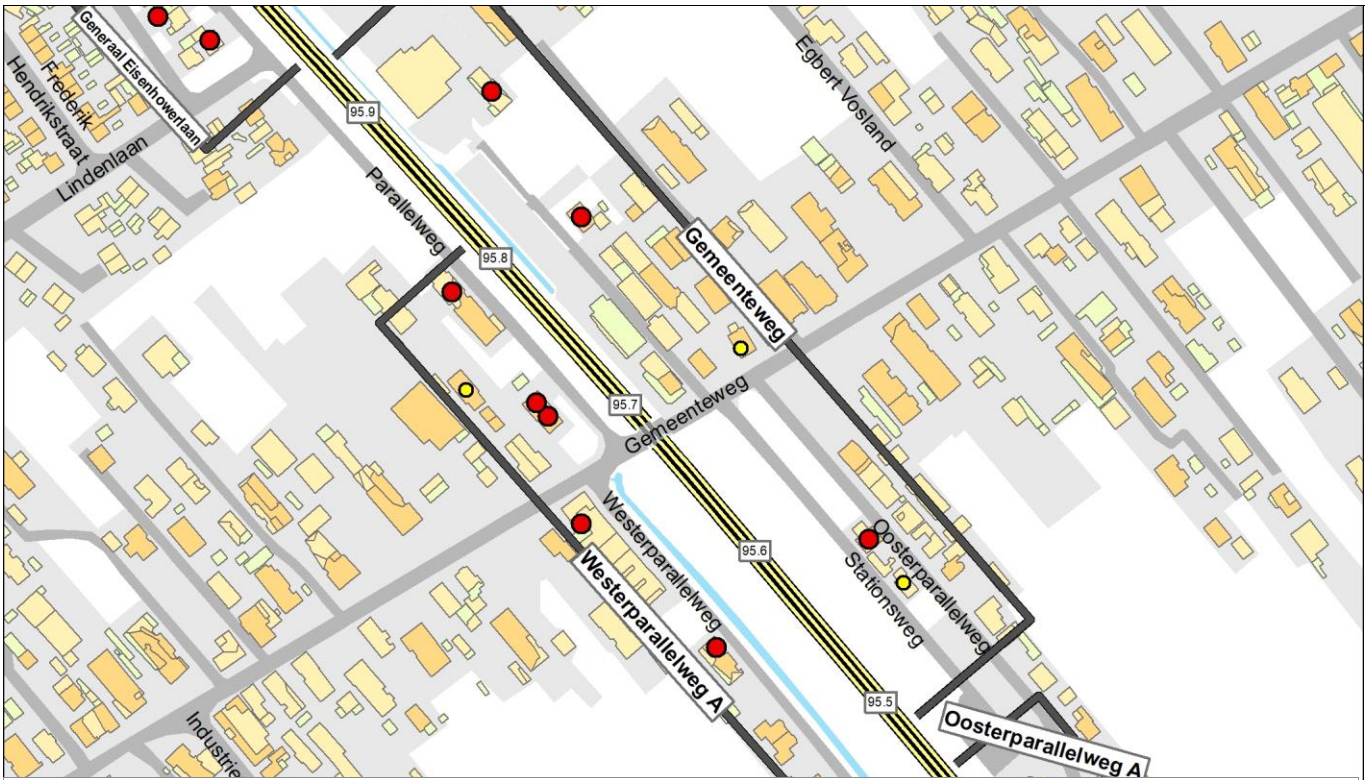 Generaal Eisenhowerlaan
Frederik
Hendrikstraat
Lindenlaan
95.9
Parallelweg
Egbert Vosland
95.8
Gemeenteweg
95.7
Gemeenteweg
Westerparallelweg
95.6
Oosterparallelweg
Stationsweg
Westerparallelweg A
95.5
Oosterparallelweg A
Industrie